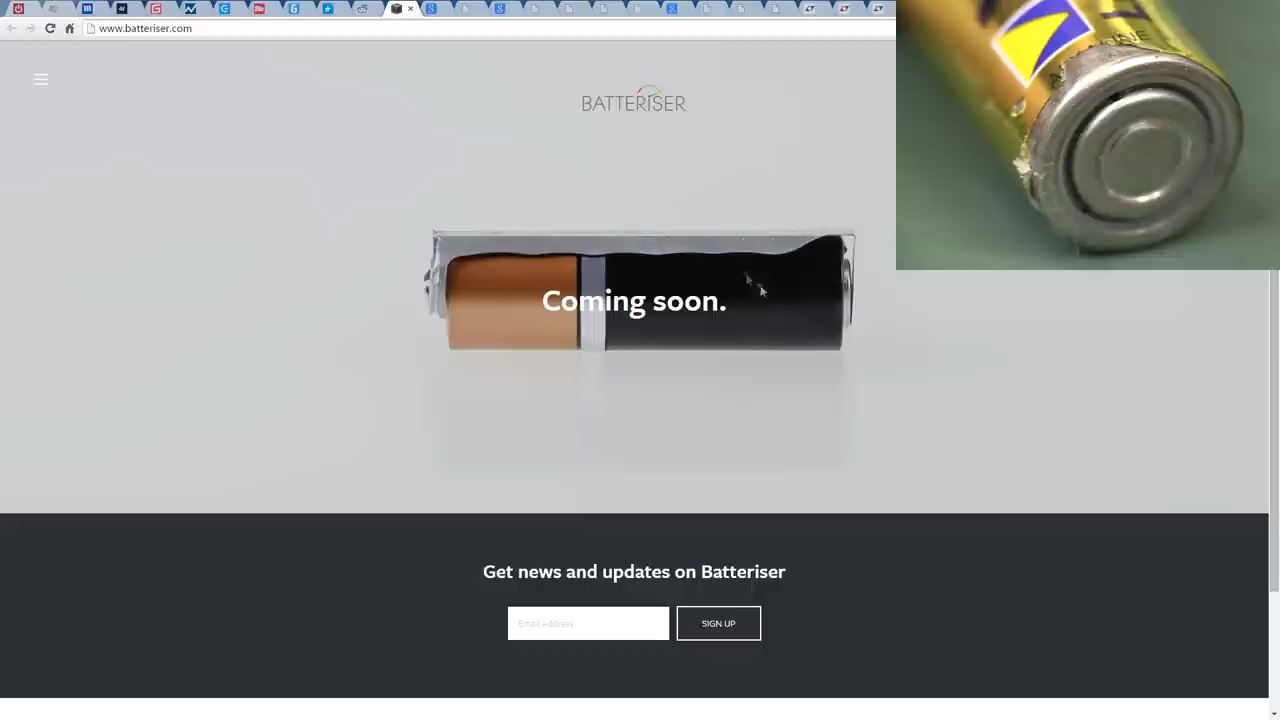 www.batteriser.com
BATTERISER
Coming soon.
Get news and updates on Batteriser
Email Address
SIGN UP